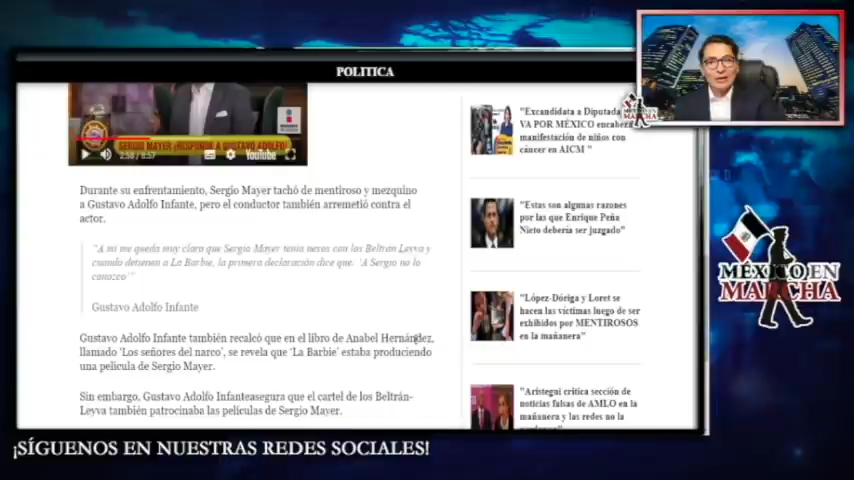 POLITICA
SERGIO MAYER ¡RESPONDE A GUSTAVO ADOLFO!
2:50 / 8:57
YouTube
Durante su enfrentamiento, Sergio Mayer tachó de mentiroso y mezquino
a Gustavo Adolfo Infante, pero el conductor también arremetió contra el
actor.
"A mi me queda muy claro que Sergio Mayer tenía nexos con los Beltrán Leyva y
cuando detienen a La Barbie, la primera declaración dice que, 'A Sergio no lo
conozco'"
Gustavo Adolfo Infante
Gustavo Adolfo Infante también recalcó que en el libro de Anabel Hernández,
llamado 'Los señores del narco', se revela que 'La Barbie' estaba produciendo
una película de Sergio Mayer.
Sin embargo, Gustavo Adolfo Infanteasegura que el cartel de los Beltrán-
Leyva también patrocinaba las películas de Sergio Mayer.
"Excandidata a Diputada
VA POR MÉXICO encabeza
manifestación de niños con
cáncer en AICM "
"Estas son algunas razones
por las que Enrique Peña
Nieto debería ser juzgado"
"López-Dóriga y Loret se
hacen las víctimas luego de ser
exhibidos por MENTIROSOS
en la mañanera"
"Aristegui critica sección de
noticias falsas de AMLO en la
mañanera y las redes no la
MÉXICO EN
MARCHA
MÉXICO EN
MARCHA
¡SÍGUENOS EN NUESTRAS REDES SOCIALES!